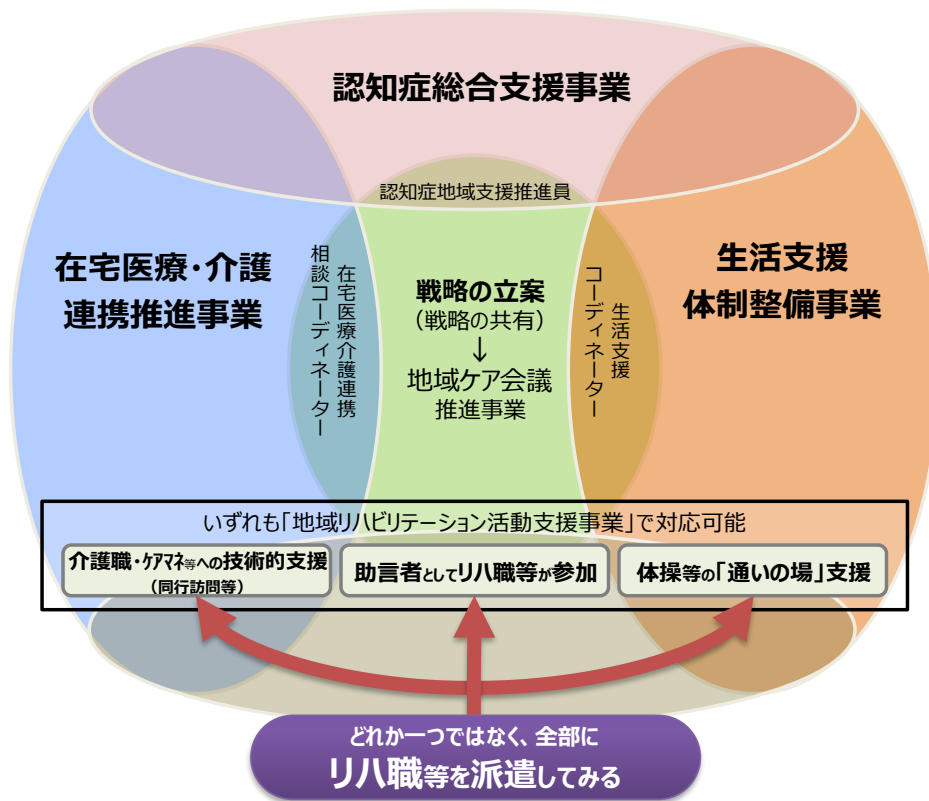 認知症総合支援事業
認知症地域支援推進員
在宅医療・介護
連携推進事業
在宅医療介護連携
相談コーディネーター
戦略の立案
（戦略の共有）
↓
地域ケア会議
推進事業
生活支援
コーディネーター
生活支援
体制整備事業
いずれも「地域リハビリテーション活動支援事業」で対応可能
介護職・ケアマネ等への技術的支援
（同行訪問等）
助言者としてリハ職等が参加
体操等の「通いの場」支援
どれか一つではなく、全部に
リハ職等を派遣してみる